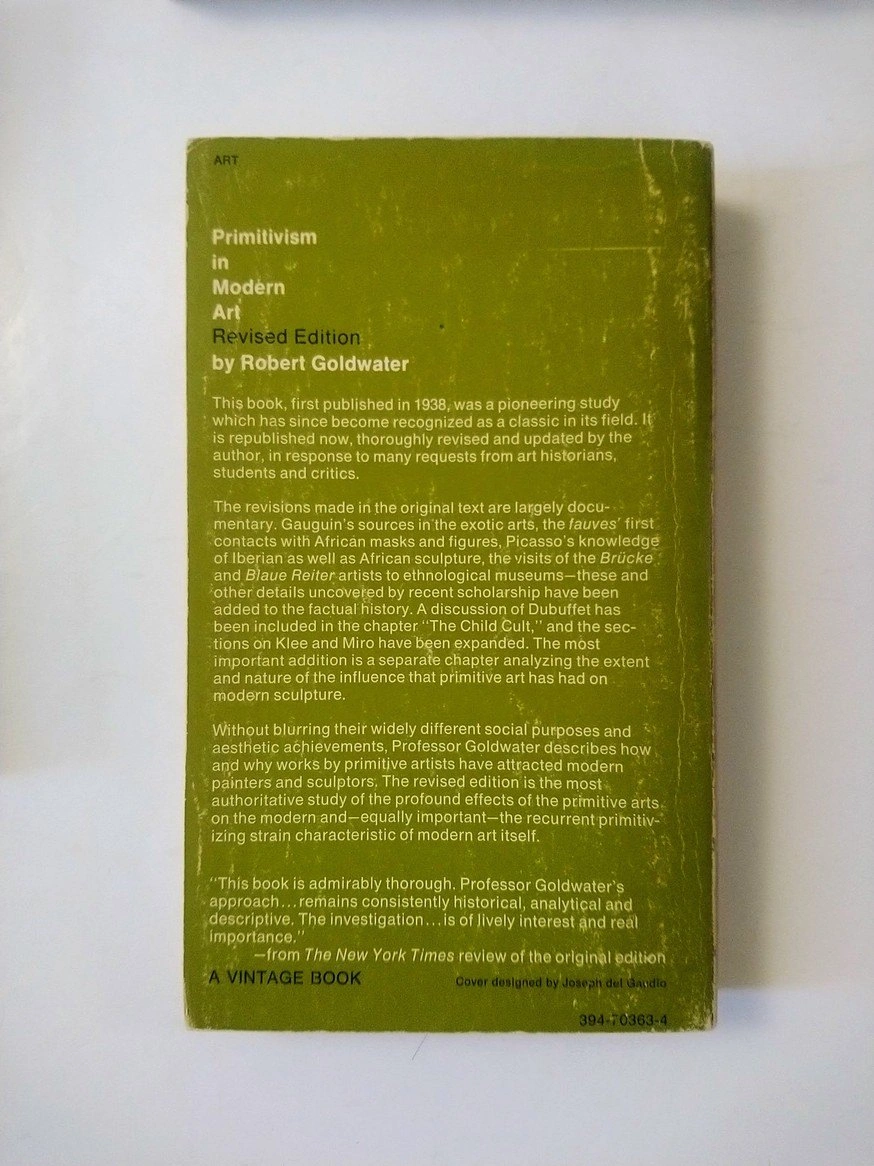 ART
Primitivism
in
Modern
Art
Revised Edition
by Robert Goldwater
This book, first published in 1938, was a pioneering study
which has since become recognized as a classic in its field. It
is republished now, thoroughly revised and updated by the
author, in response to many requests from art historians,
students and critics.
The revisions made in the original text are largely docu-
mentary. Gauguin's sources in the exotic arts, the fauves' first
contacts with African masks and figures, Picasso's knowledge
of Iberian as well as African sculpture, the visits of the Brücke
and Blaue Reiter artists to ethnological museums—these and
other details uncovered by recent scholarship have been
added to the factual history. A discussion of Dubuffet has
been included in the chapter "The Child Cult," and the sec-
tions on Klee and Miro have been expanded. The most
important addition is a separate chapter analyzing the extent
and nature of the influence that primitive art has had on
modern sculpture.
Without blurring their widely different social purposes and
aesthetic achievements, Professor Goldwater describes how
and why works by primitive artists have attracted modern
painters and sculptors. The revised edition is the most
authoritative study of the profound effects of the primitive arts
on the modern and—equally important—the recurrent primitiv-
izing strain characteristic of modern art itself.
"This book is admirably thorough. Professor Goldwater's
approach...remains consistently historical, analytical and
descriptive. The investigation...is of lively interest and real
importance."
—from The New York Times review of the original edition
A VINTAGE BOOK
Cover designed by Joseph del Gaudio
394-70363-4